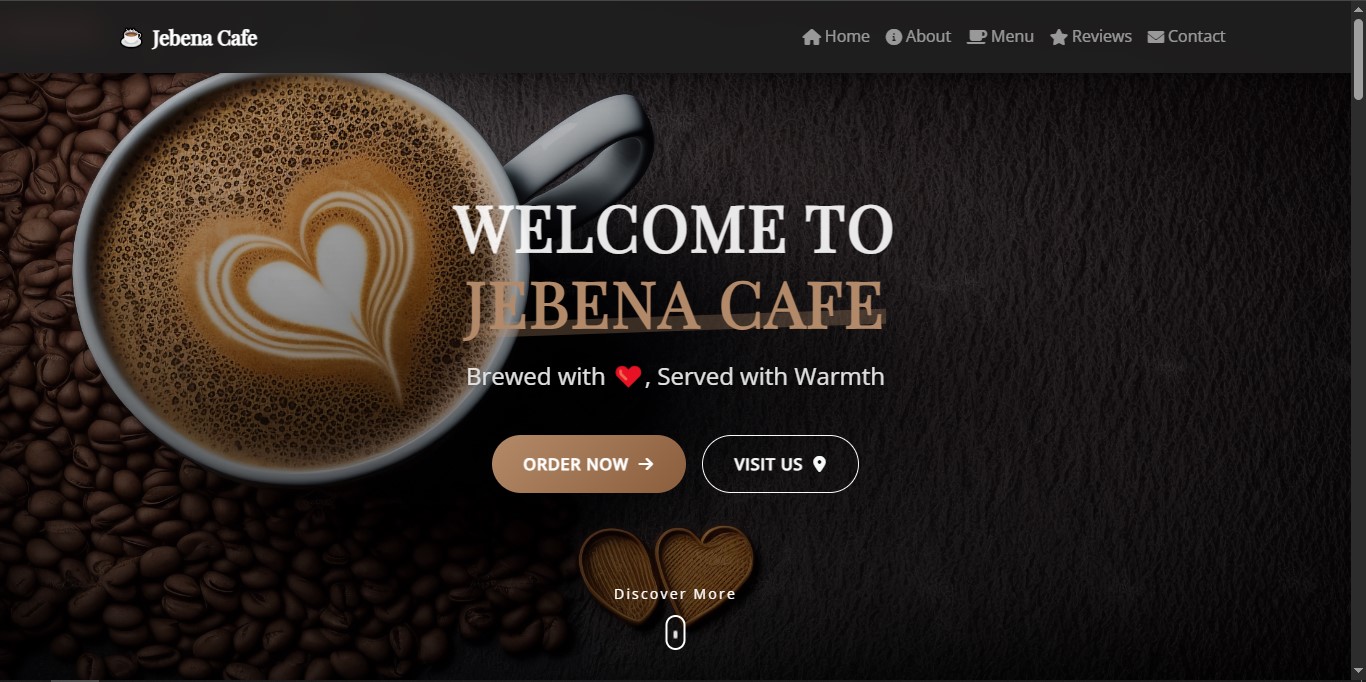 Jebena Cafe
Home About Menu Reviews Contact
WELCOME TO
JEBENA CAFE
Brewed with ❤️, Served with Warmth
ORDER NOW →
VISIT US
Discover More